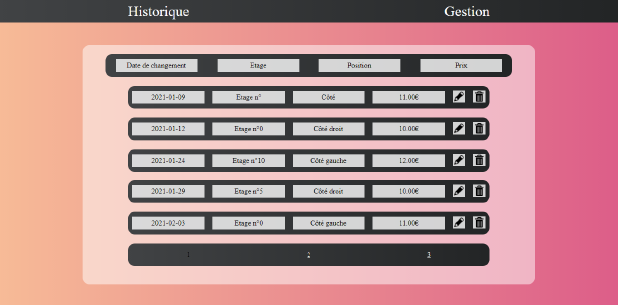 Historique Gestion
Date de changement Etage Position Prix
2021-01-09 Etage n° Côté 11.00€
2021-01-12 Etage n°0 Côté droit 10.00€
2021-01-24 Etage n°10 Côté gauche 12.00€
2021-01-29 Etage n°5 Côté droit 10.00€
2021-02-03 Etage n°0 Côté gauche 11.00€
1 2 3